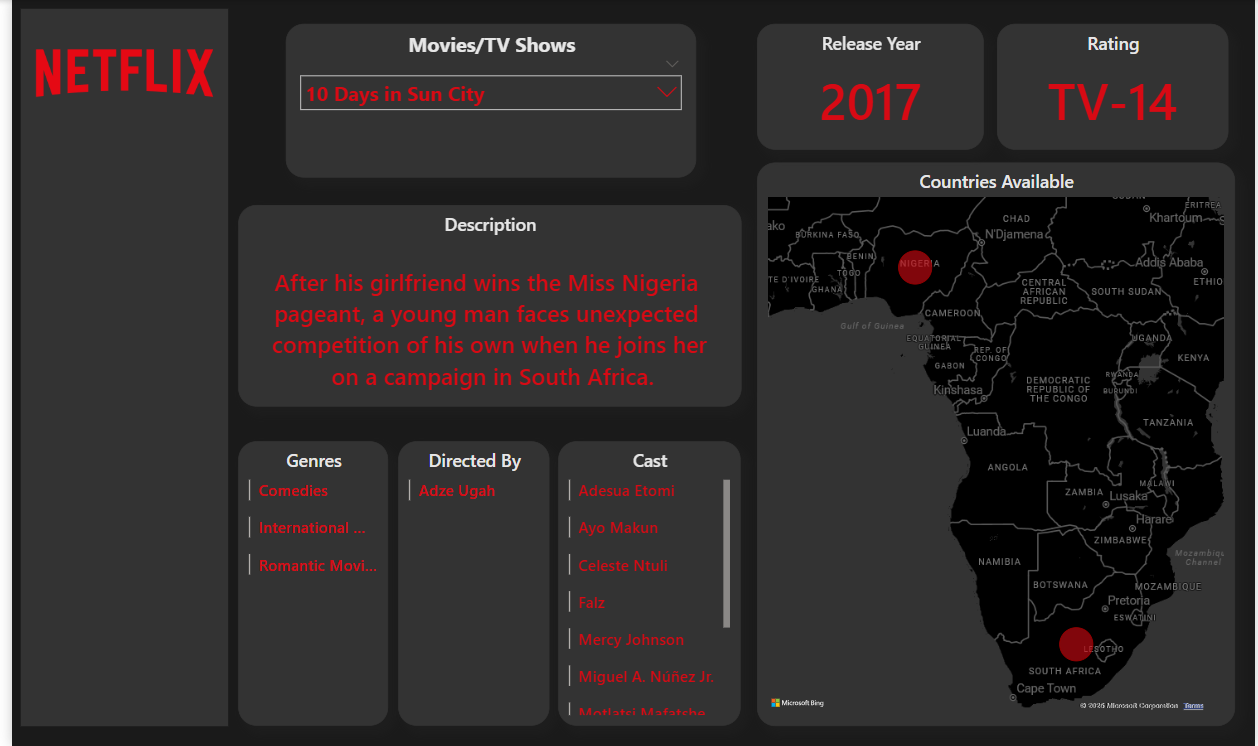 NETFLIX
Movies/TV Shows
10 Days in Sun City
Release Year
2017
Rating
TV-14
Description
After his girlfriend wins the Miss Nigeria
pageant, a young man faces unexpected
competition of his own when he joins her
on a campaign in South Africa.
Genres
Comedies
International ...
Romantic Movi...
Directed By
Adze Ugah
Cast
Adesua Etomi
Ayo Makun
Celeste Ntuli
Falz
Mercy Johnson
Miguel A. Núñez Jr.
Motlatsi Mafatshe
Countries Available
ERITREA
Khartoum
CHAD
N'Djamena
ako
BURKINA FASO
BENIN
TOGO
NIGERIA
TE D'IVOIRE
GHANA
Addis Ababa
ETHIO
CENTRAL
AFRICAN
REPUBLIC
SOUTH SUDAN
CAMEROON
Gulf of Guinea
EQUATORIAL
GUINEA
REP. OF
CONGO
GABON
UGANDA
KENYA
RWANDA
BURUNDI
Kinshasa
DEMOCRATIC
REPUBLIC OF
THE CONGO
TANZANIA
Luanda
ANGOLA
MALAWI
ZAMBIA
Lusaka
Harare
ZIMBABWE
Mozambiqu
Channel
NAMIBIA
BOTSWANA
MOZAMBIQUE
Pretoria
ESWATINI
LESOTHO
SOUTH AFRICA
Cape Town
Microsoft Bing
© 2026 Microsoft Corporation Terms